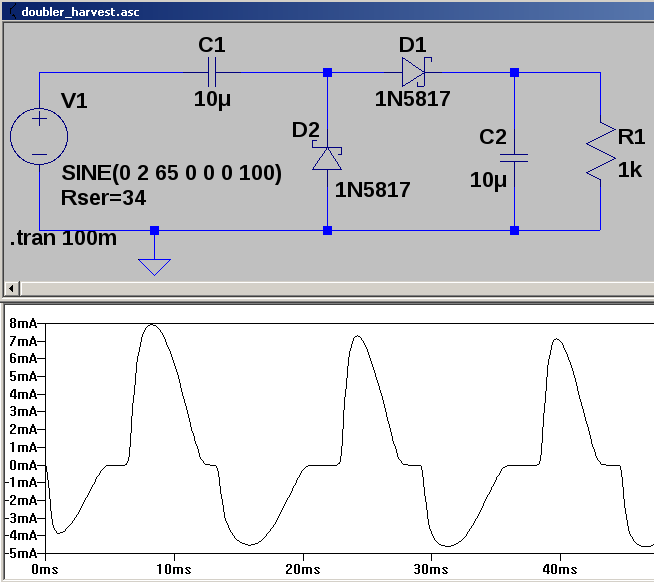 doubler_harvest.asc
C1
D1
V1
10µ
1N5817
D2
C2
R1
SINE(0 2 65 0 0 0 100)
10µ
1k
Rser=34
1N5817
.tran 100m
8mA
7mA
6mA
5mA
4mA
3mA
2mA
1mA
0mA
-1mA
-2mA
-3mA
-4mA
-5mA
0ms
10ms
20ms
30ms
40ms